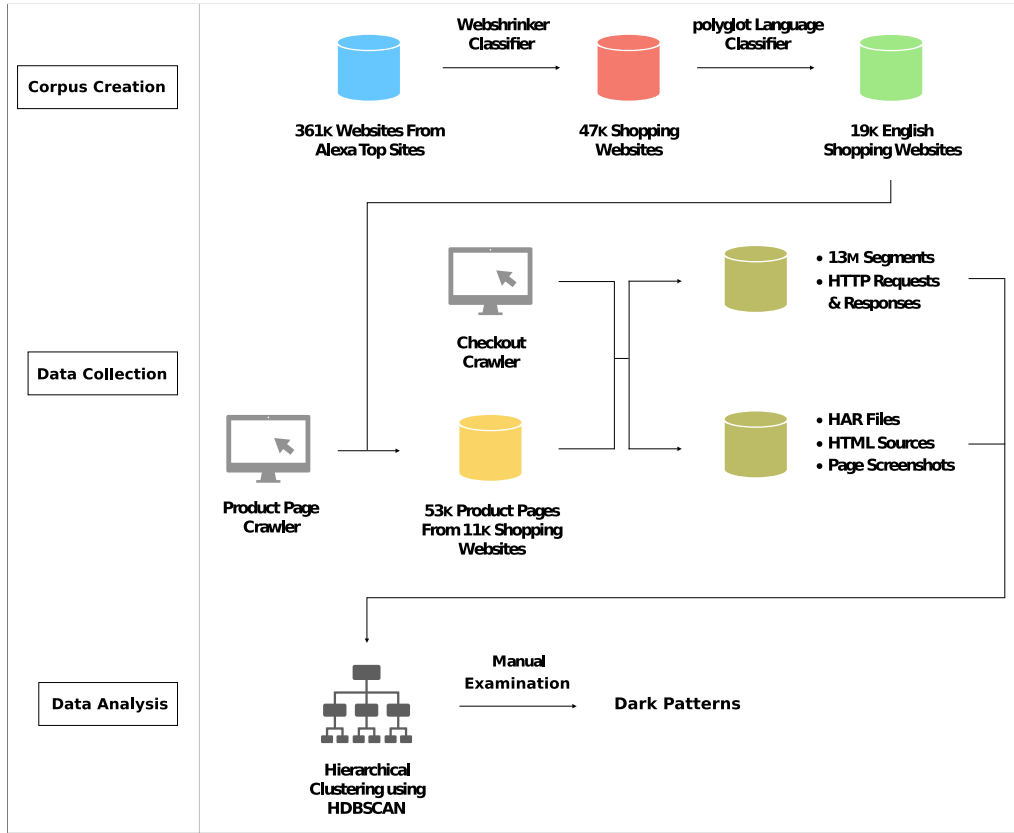 Webshrinker
Classifier
polyglot Language
Classifier
Corpus Creation
361K Websites From
Alexa Top Sites
47K Shopping
Websites
19K English
Shopping Websites
• 13M Segments
• HTTP Requests
& Responses
Checkout
Crawler
Data Collection
• HAR Files
• HTML Sources
• Page Screenshots
Product Page
Crawler
53K Product Pages
From 11K Shopping
Websites
Manual
Examination
Data Analysis
Dark Patterns
Hierarchical
Clustering using
HDBSCAN